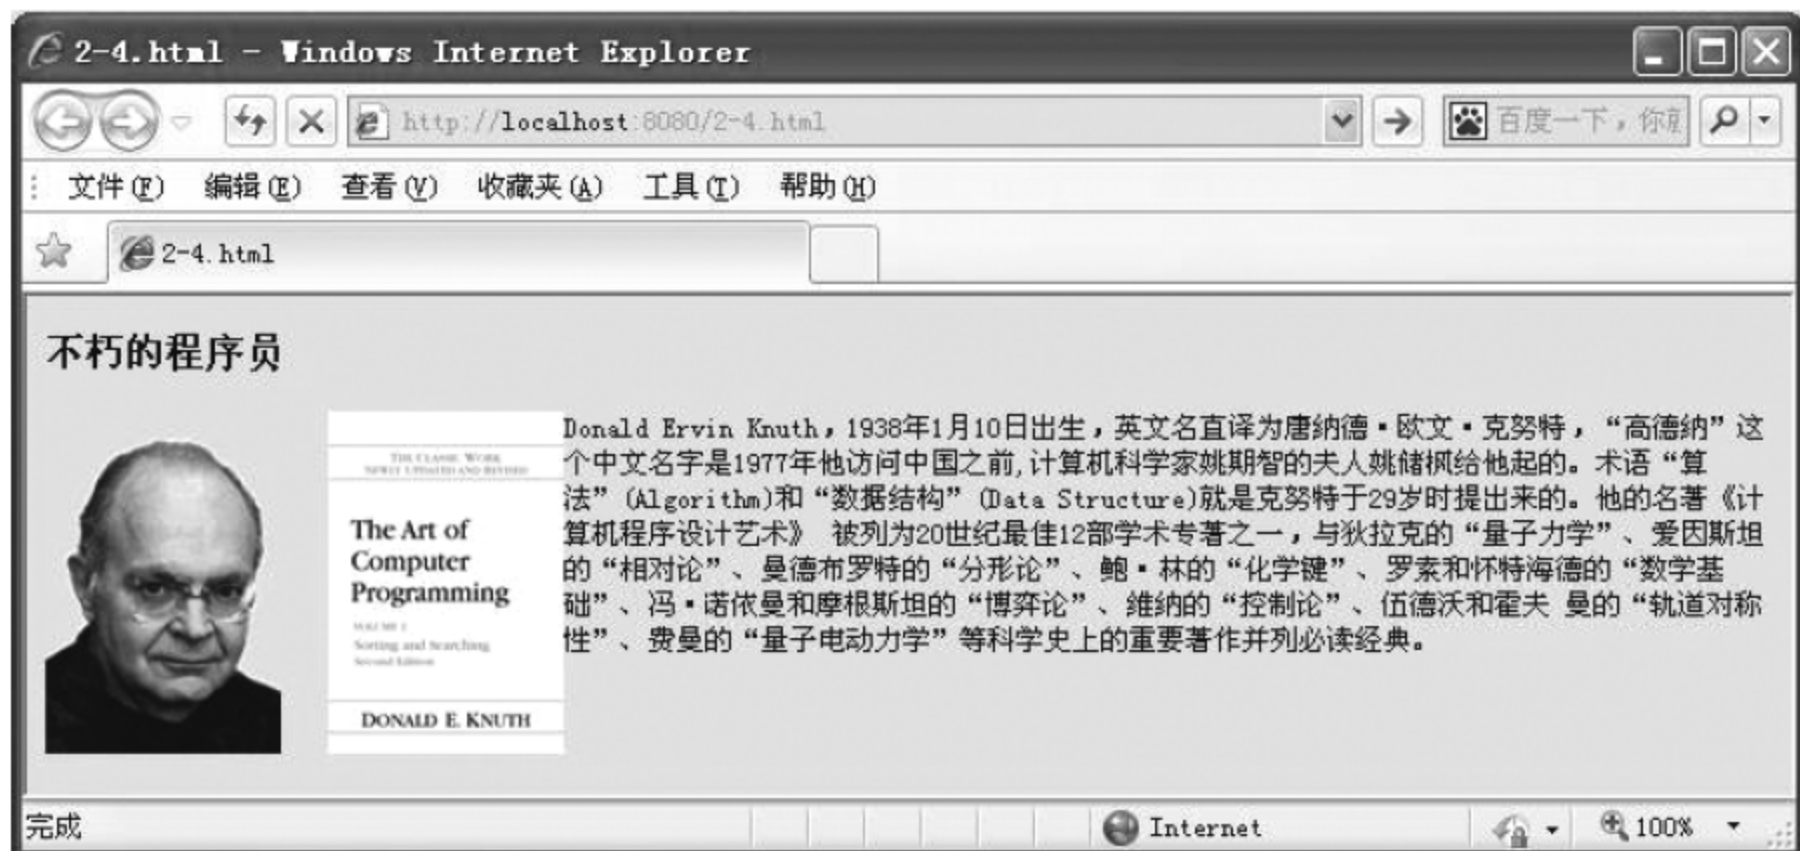 2-4.html - Windows Internet Explorer
http://localhost:8080/2-4.html
百度一下，你
文件(F) 编辑(E) 查看(V) 收藏夹(A) 工具(T) 帮助(H)
2-4.html
不朽的程序员
THE CLASSIC WORK
NEWLY UPDATED AND REVISED
The Art of
Computer
Programming
Sorting and Searching
Second Edition
DONALD E. KNUTH
Donald Ervin Knuth，1938年1月10日出生，英文名直译为唐纳德·欧文·克努特，“高德纳”这
个中文名字是1977年他访问中国之前,计算机科学家姚期智的夫人姚储枫给他起的。术语“算
法”(Algorithm)和“数据结构”(Data Structure)就是克努特于29岁时提出来的。他的名著《计
算机程序设计艺术》 被列为20世纪最佳12部学术专著之一，与狄拉克的“量子力学”、爱因斯坦
的“相对论”、曼德布罗特的“分形论”、鲍·林的“化学键”、罗素和怀特海德的“数学基
础”、冯·诺依曼和摩根斯坦的“博弈论”、维纳的“控制论”、伍德沃和霍夫 曼的“轨道对称
性”、费曼的“量子电动力学”等科学史上的重要著作并列必读经典。
完成
Internet
100%